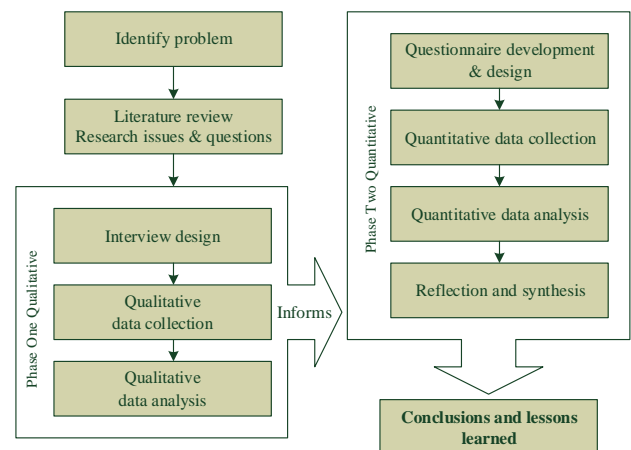 Identify problem
Literature review
Research issues & questions
Phase One Qualitative
Interview design
Qualitative
data collection
Qualitative
data analysis
Informs
Phase Two Quantitative
Questionnaire development
& design
Quantitative data collection
Quantitative data analysis
Reflection and synthesis
Conclusions and lessons
learned